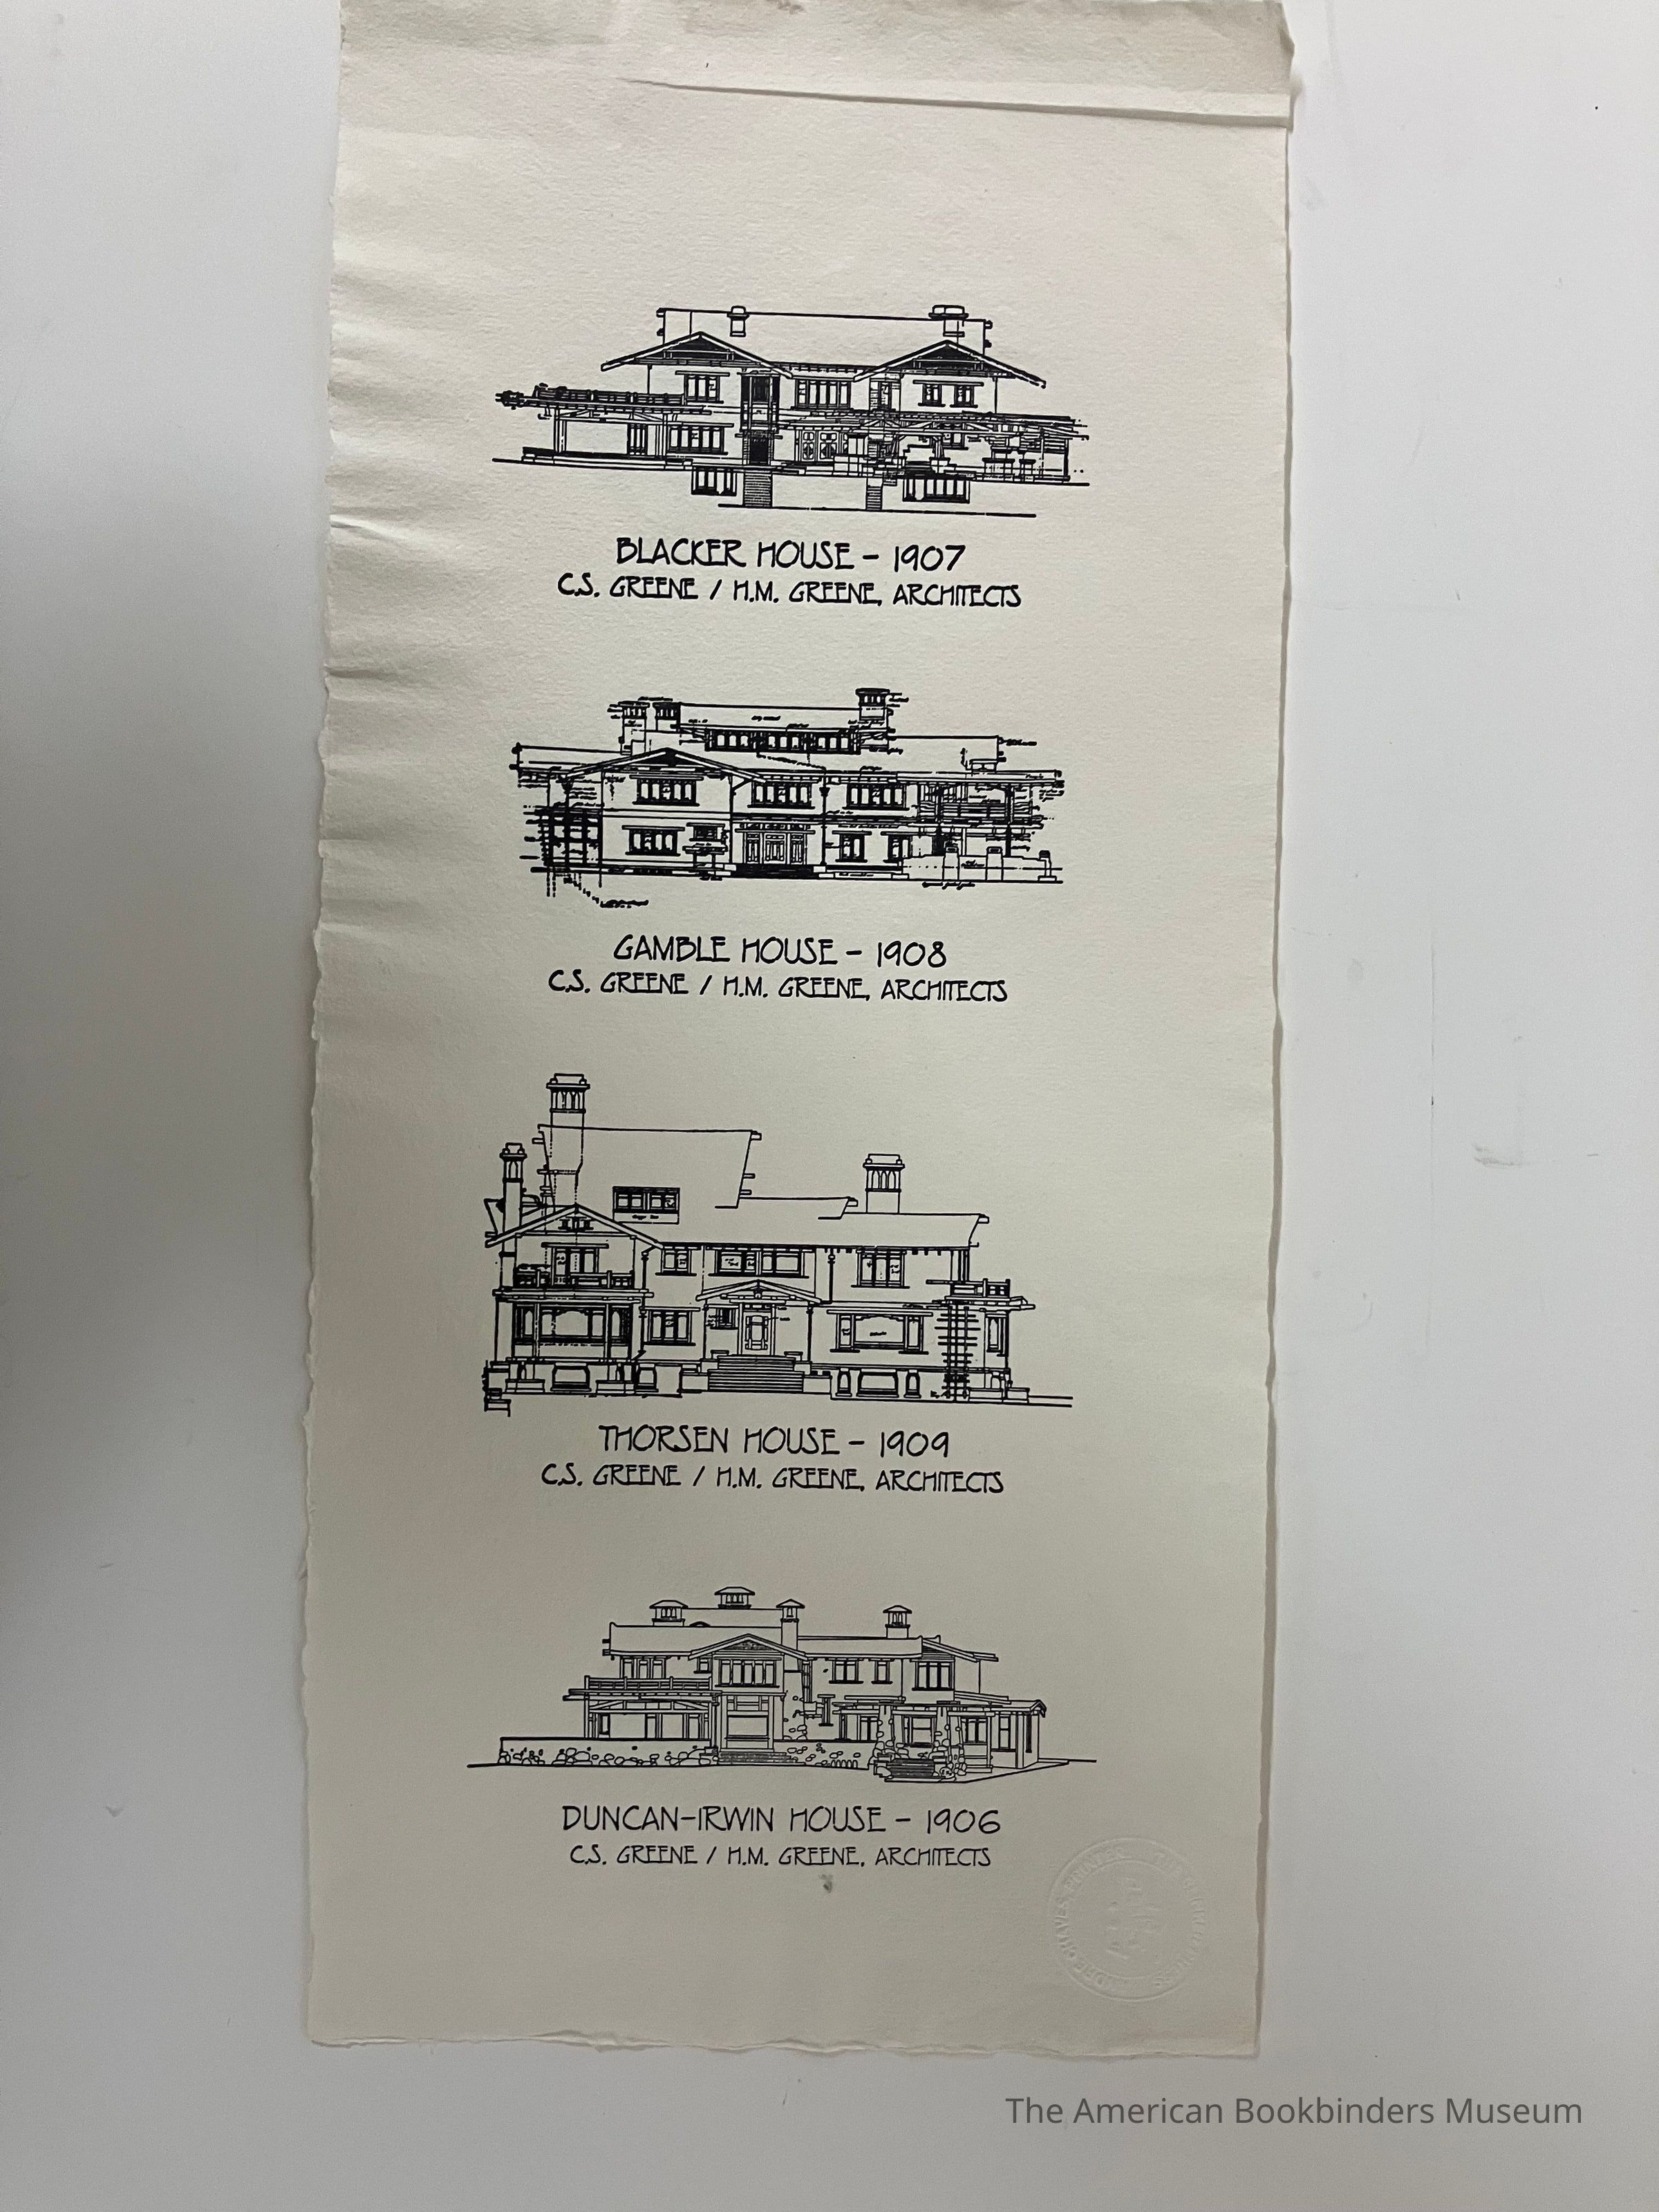 BLACKER HOUSE – 1907
C.S. GREENE / H.M. GREENE, ARCHITECTS
GAMBLE HOUSE – 1908
C.S. GREENE / H.M. GREENE, ARCHITECTS
THORSEN HOUSE – 1909
C.S. GREENE / H.M. GREENE, ARCHITECTS
DUNCAN-IRWIN HOUSE – 1906
C.S. GREENE / H.M. GREENE, ARCHITECTS
The American Bookbinders Museum